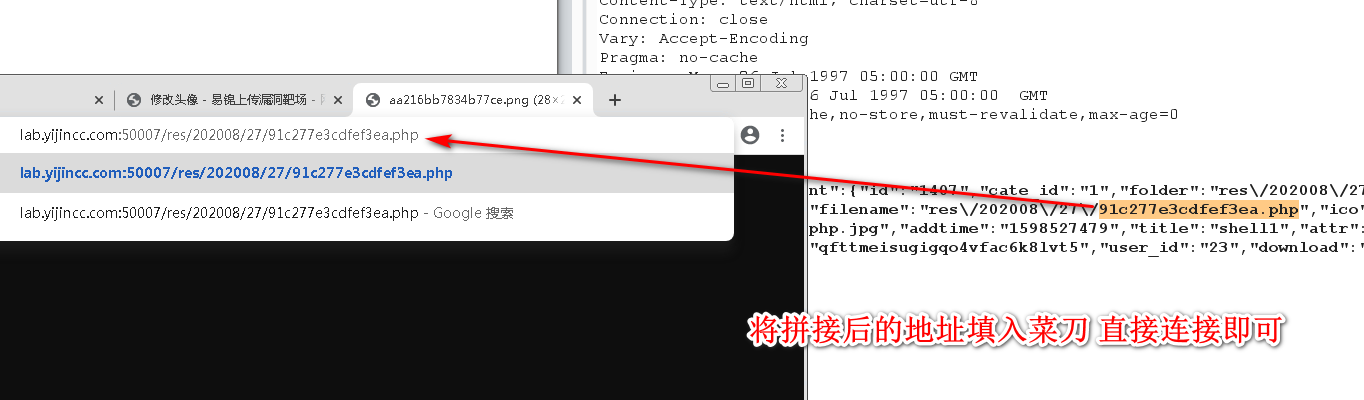 Content-Type: text/html; charset=utf-8
Connection: close
Vary: Accept-Encoding
Pragma: no-cache
1997 05:00:00 GMT
6 Jul 1997 05:00:00 GMT
he,no-store,must-revalidate,max-age=0
修改头像 - 易锦上传漏洞靶场 -
aa216bb7834b77ce.png (28×
lab.yijincc.com:50007/res/202008/27/91c277e3cdfef3ea.php
lab.yijincc.com:50007/res/202008/27/91c277e3cdfef3ea.php
lab.yijincc.com:50007/res/202008/27/91c277e3cdfef3ea.php - Google 搜索
nt":{"id":"1407","cate_id":"1","folder":"res\/202008\/27
"filename":"res\/202008\/27\/91c277e3cdfef3ea.php","ico"
php.jpg","addtime":"1598527479","title":"shell1","attr":
"qfttmeisugigqo4vfac6k8lvt5","user_id":"23","download":"
将拼接后的地址填入菜刀 直接连接即可